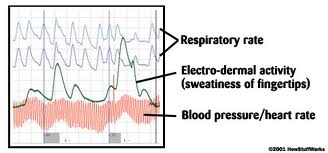 Respiratory rate
Electro-dermal activity
(sweatiness of fingertips)
Blood pressure/heart rate
©2001 HowStuffWorks